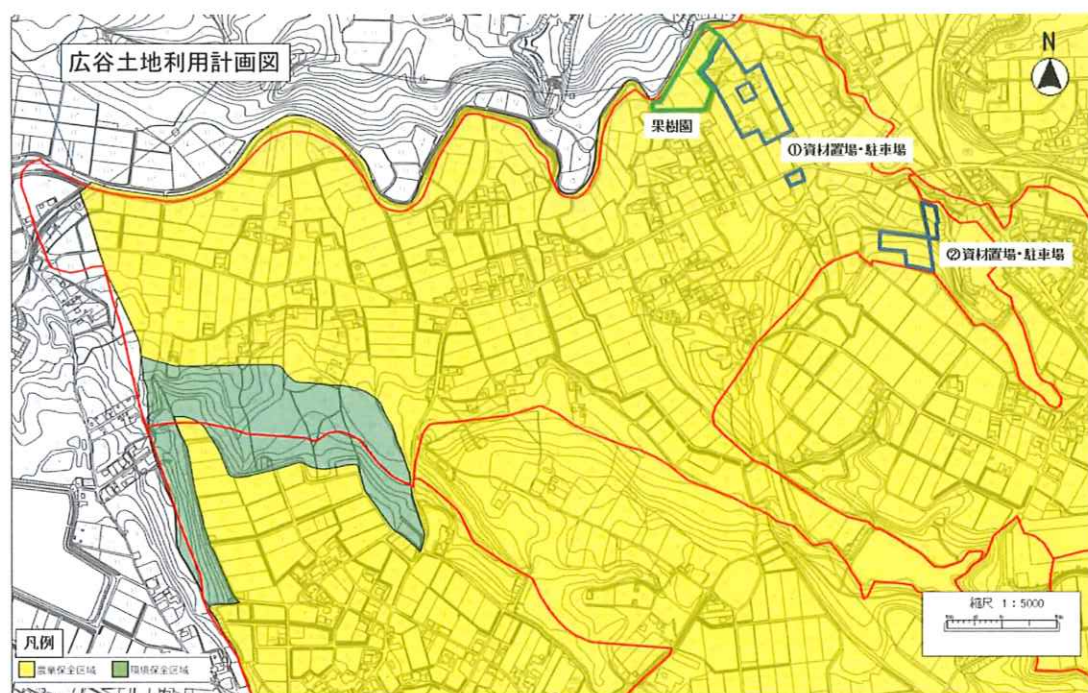 広谷土地利用計画図
N
果樹園
①資材置場・駐車場
②資材置場・駐車場
縮尺 1:5000
凡例
農業保全区域
環境保全区域